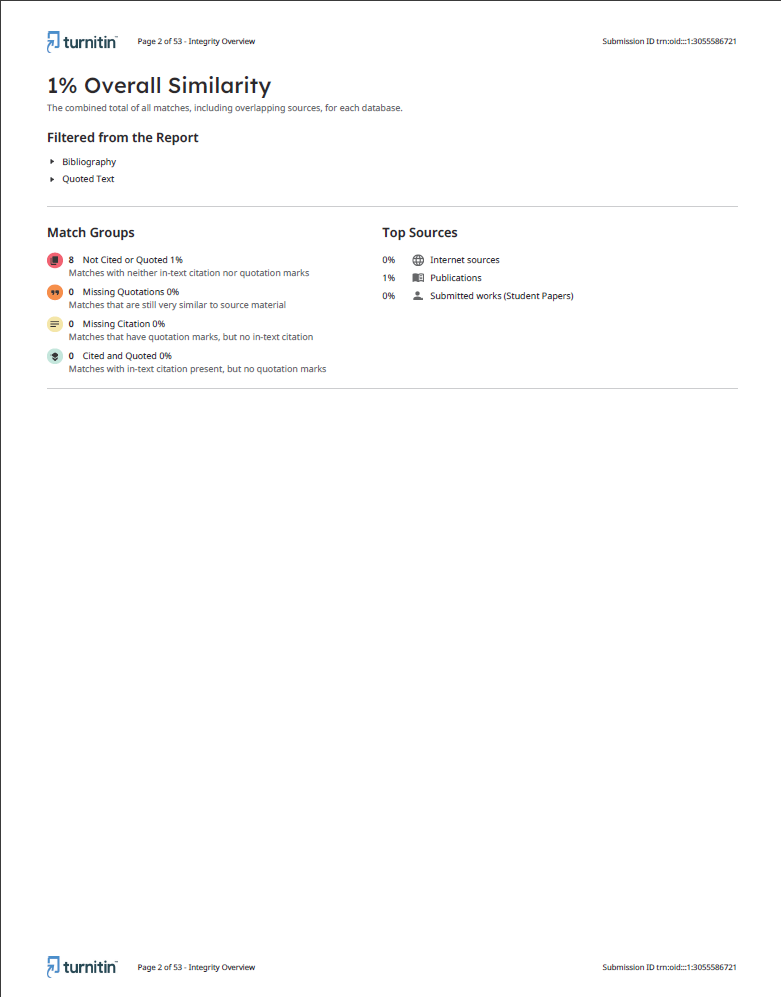 turnitin Page 2 of 53 - Integrity Overview Submission ID trn:oid:::1:3055586721
1% Overall Similarity
The combined total of all matches, including overlapping sources, for each database.
Filtered from the Report
Bibliography
Quoted Text
Match Groups
8 Not Cited or Quoted 1%
Matches with neither in-text citation nor quotation marks
0 Missing Quotations 0%
Matches that are still very similar to source material
0 Missing Citation 0%
Matches that have quotation marks, but no in-text citation
0 Cited and Quoted 0%
Matches with in-text citation present, but no quotation marks
Top Sources
0% Internet sources
1% Publications
0% Submitted works (Student Papers)
turnitin Page 2 of 53 - Integrity Overview Submission ID trn:oid:::1:3055586721